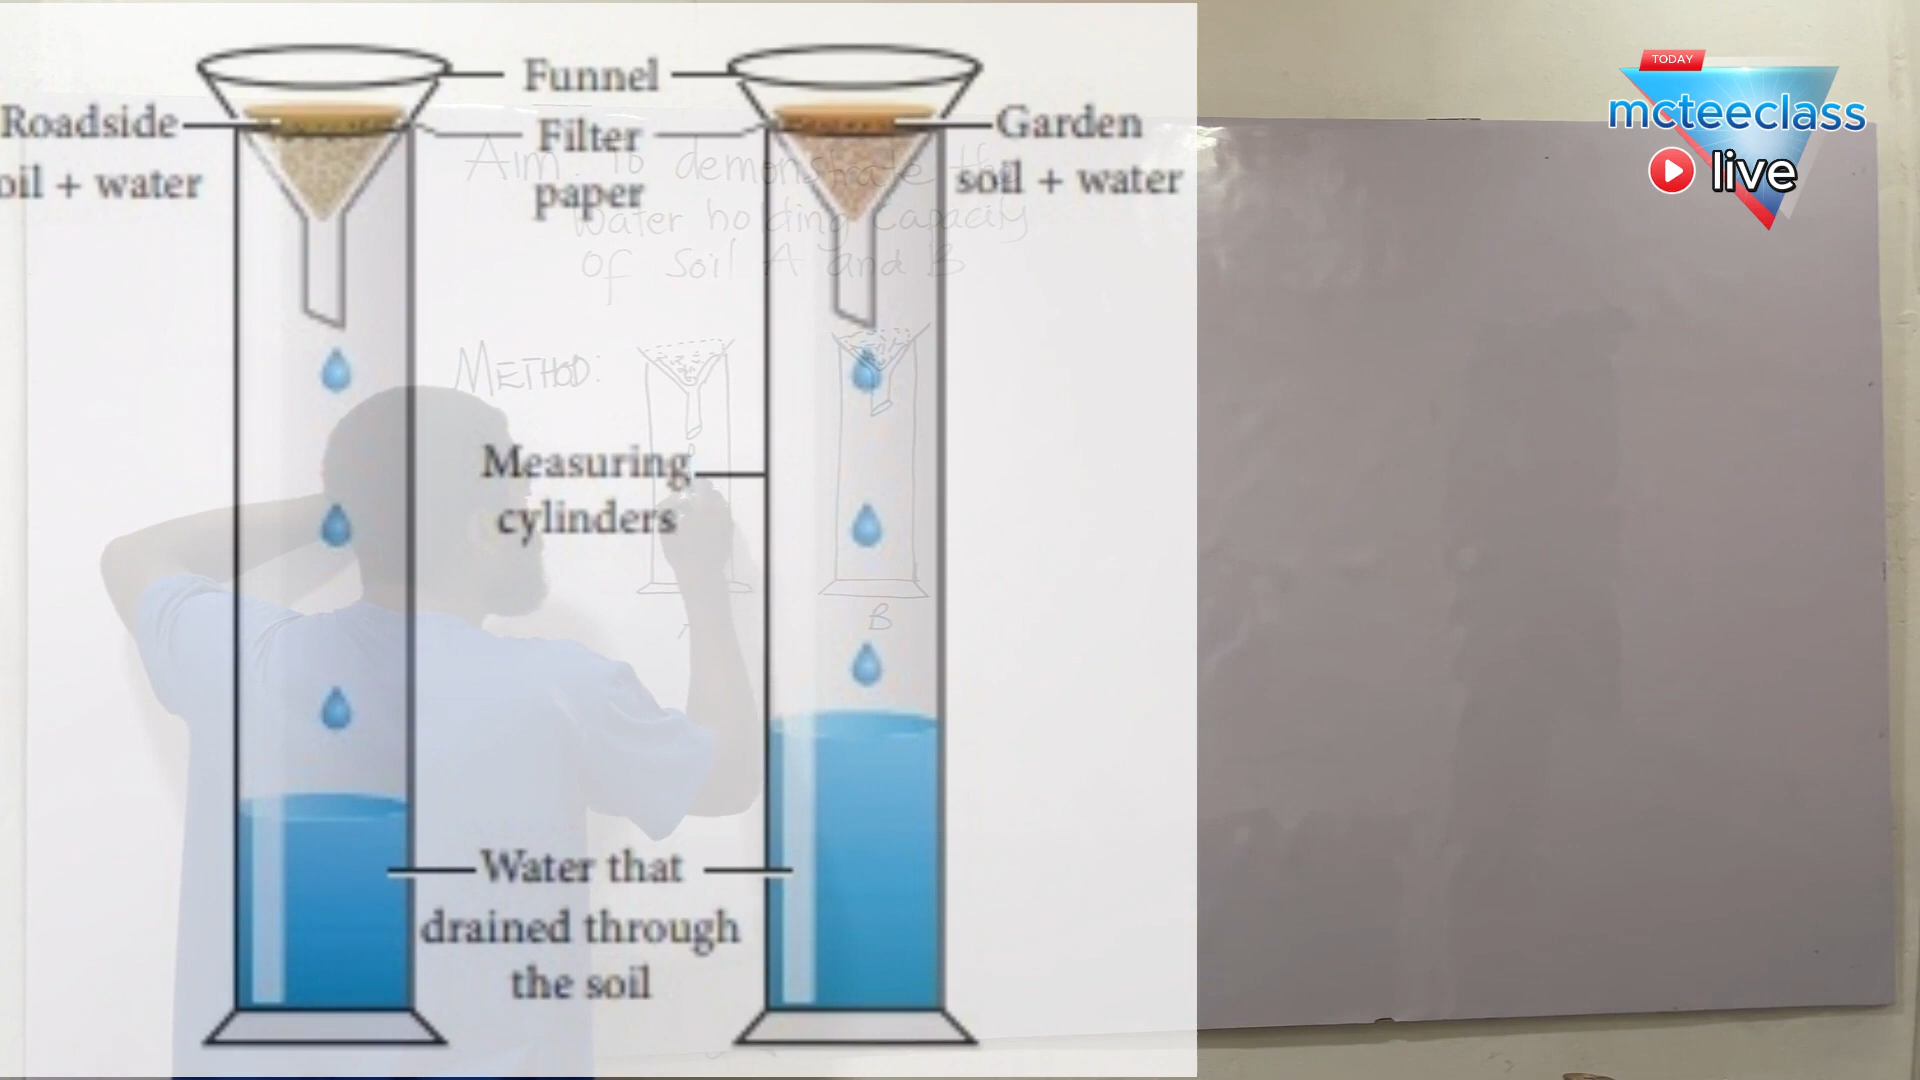 Funnel
Roadside
oil + water
Filter
paper
Garden
soil + water
Aim: To demonstrate the
Water holding Capacity
of Soil A and B
METHOD:
B
Measuring
cylinders
Water that
drained through
the soil
TODAY
mcteeclass
live